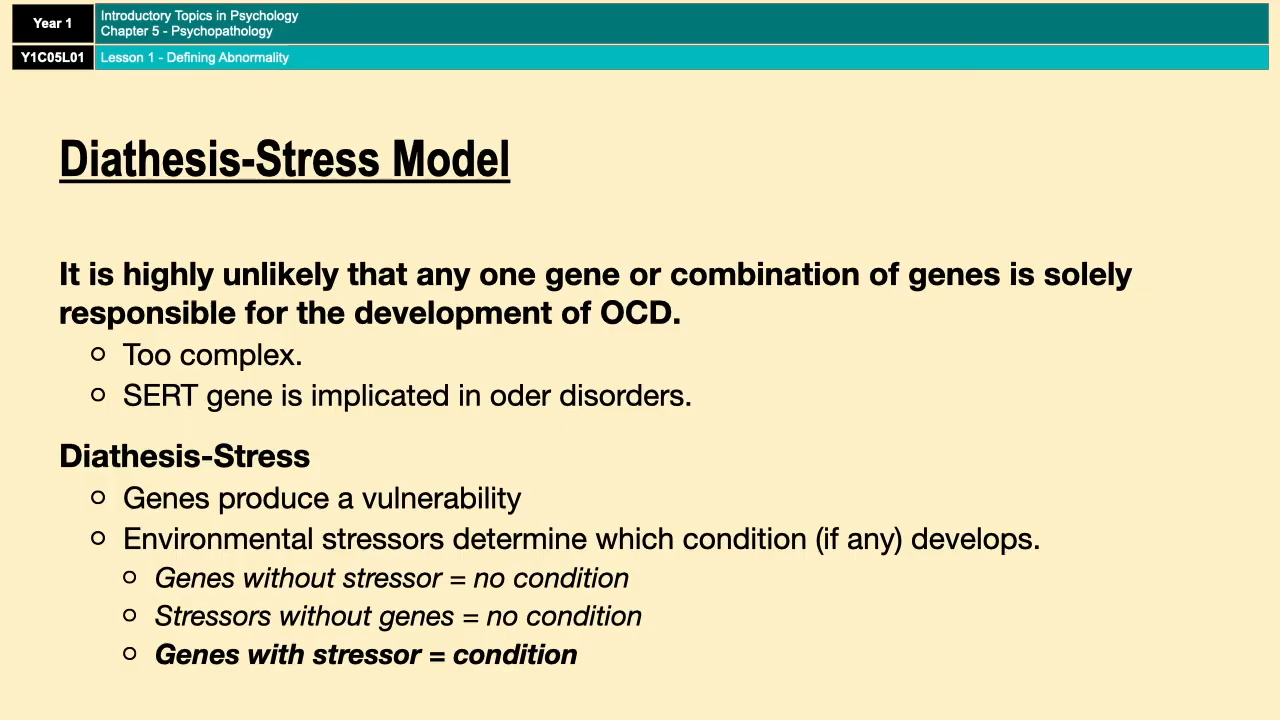 Year 1
Introductory Topics in Psychology
Chapter 5 - Psychopathology
Y1C05L01
Lesson 1 - Defining Abnormality
Diathesis-Stress Model
It is highly unlikely that any one gene or combination of genes is solely
responsible for the development of OCD.
Too complex.
SERT gene is implicated in oder disorders.
Diathesis-Stress
Genes produce a vulnerability
Environmental stressors determine which condition (if any) develops.
Genes without stressor = no condition
Stressors without genes = no condition
Genes with stressor = condition